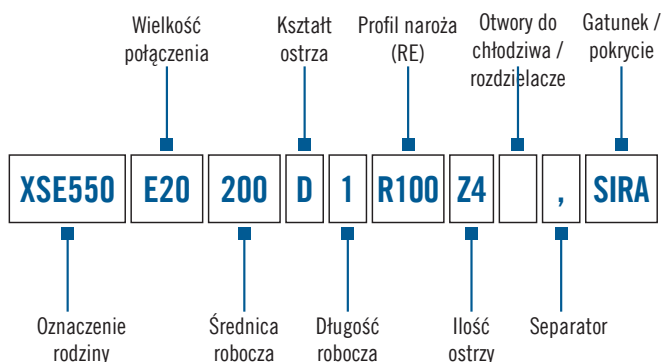 Wielkość
połączenia
Kształt
ostrza
Profil naroża
(RE)
Otwory do
chłodziwa /
rozdzielacze
Gatunek /
pokrycie
XSE550 E20 200 D 1 R100 Z4 , SIRA
Oznaczenie
rodziny
Średnica
robocza
Długość
robocza
Ilość
ostrzy
Separator